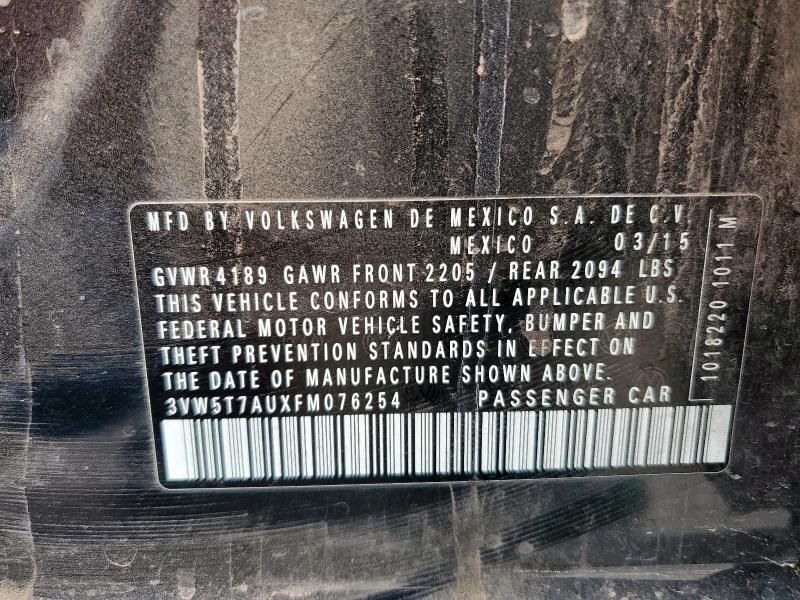 MFD BY VOLKSWAGEN DE MEXICO S.A. DE C.V
MEXICO 03/15
GVWR4189 GAWR FRONT 2205 / REAR 2094 LBS
THIS VEHICLE CONFORMS TO ALL APPLICABLE U.S.
FEDERAL MOTOR VEHICLE SAFETY, BUMPER AND
THEFT PREVENTION STANDARDS IN EFFECT ON
THE DATE OF MANUFACTURE SHOWN ABOVE.
3VW5T7AUXFM076254 PASSENGER CAR
1018220 1011 M